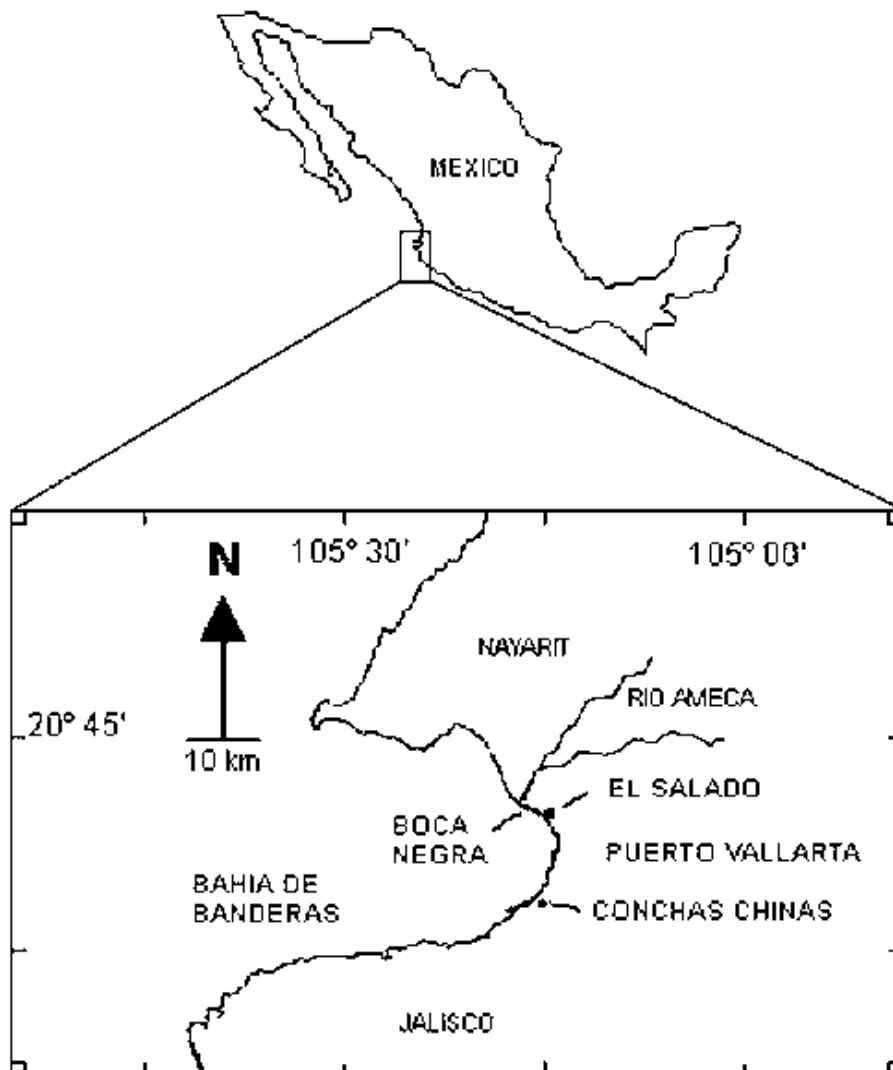 MEXICO
105° 30'
105° 00'
N
NAYARIT
RIO AMECA
20° 45'
10 km
EL SALADO
BOCA
NEGRA
PUERTO VALLARTA
BAHIA DE
BANDERAS
CONCHAS CHINAS
JALISCO